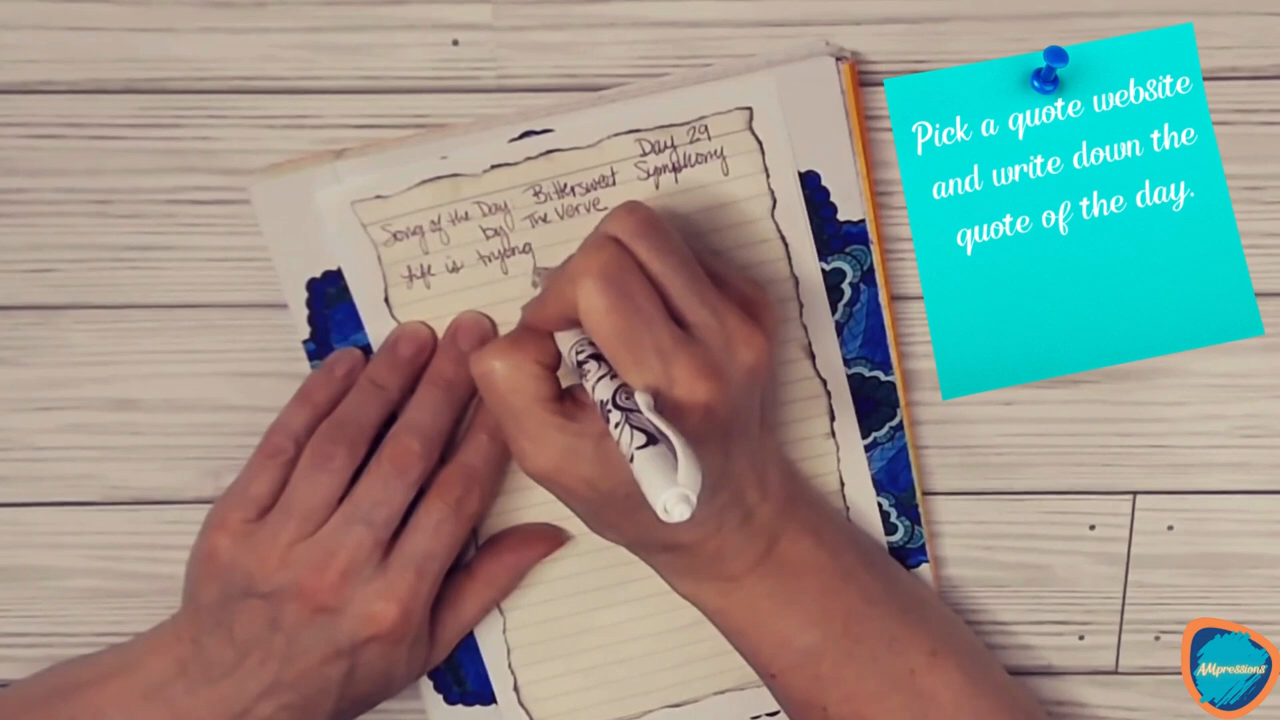 Day 29
Song of the Day Bittersweet Symphony
by The Verve
Life is trying
Pick a quote website
and write down the
quote of the day.
AMpressions